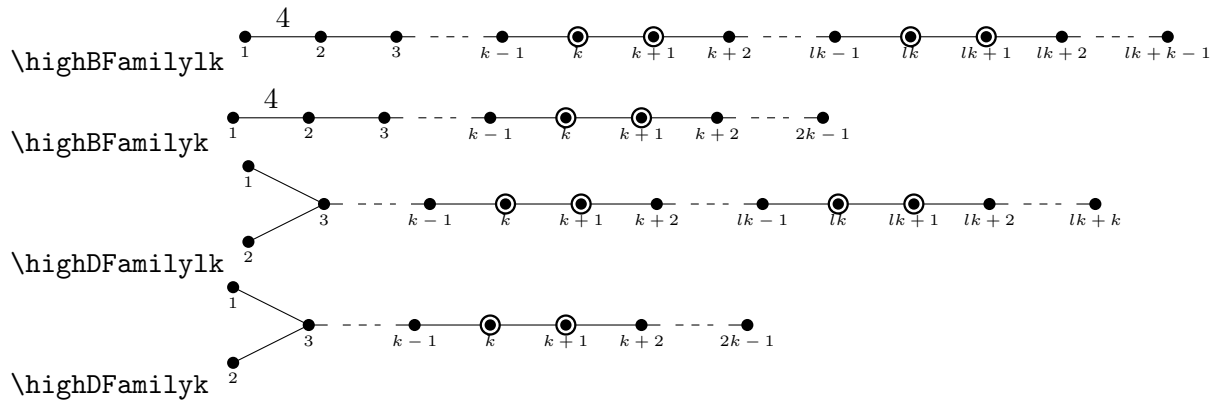 4
1 2 3 k − 1 k k + 1 k + 2 lk − 1 lk lk + 1 lk + 2 lk + k − 1
\highBFamilylk
4
1 2 3 k − 1 k k + 1 k + 2 2k − 1
\highBFamilyk
1
3 k − 1 k k + 1 k + 2 lk − 1 lk lk + 1 lk + 2 lk + k
2
\highDFamilylk
1
3 k − 1 k k + 1 k + 2 2k − 1
2
\highDFamilyk